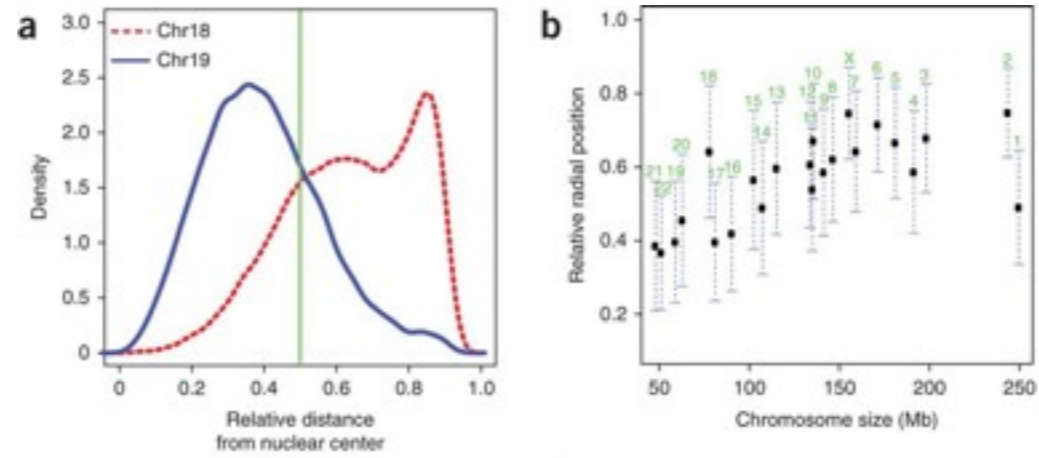 a
3.0
2.5
2.0
1.5
1.0
0.5
0
Density
Chr18
Chr19
0 0.2 0.4 0.6 0.8 1.0
Relative distance
from nuclear center
b
1.0
0.8
0.6
0.4
0.2
Relative radial position
21
22
19
20
18
17
16
15
14
13
10
12
11
9
8
X
7
6
5
4
3
2
1
50 100 150 200 250
Chromosome size (Mb)